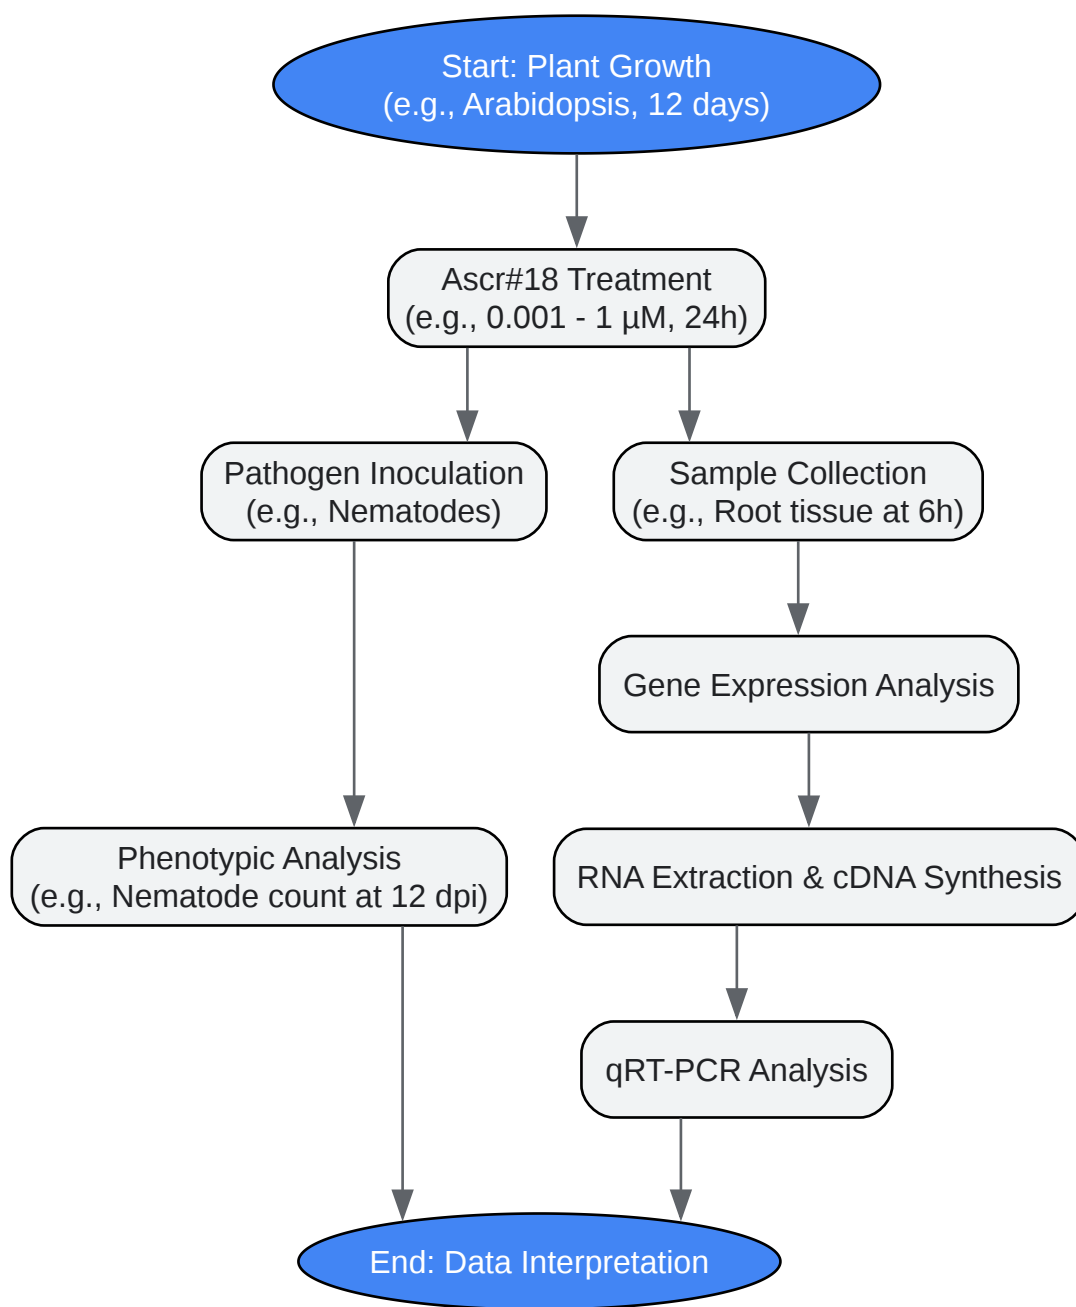 Start: Plant Growth
(e.g., Arabidopsis, 12 days)
Ascr#18 Treatment
(e.g., 0.001 - 1 µM, 24h)
Pathogen Inoculation
(e.g., Nematodes)
Sample Collection
(e.g., Root tissue at 6h)
Gene Expression Analysis
Phenotypic Analysis
(e.g., Nematode count at 12 dpi)
RNA Extraction & cDNA Synthesis
qRT-PCR Analysis
End: Data Interpretation